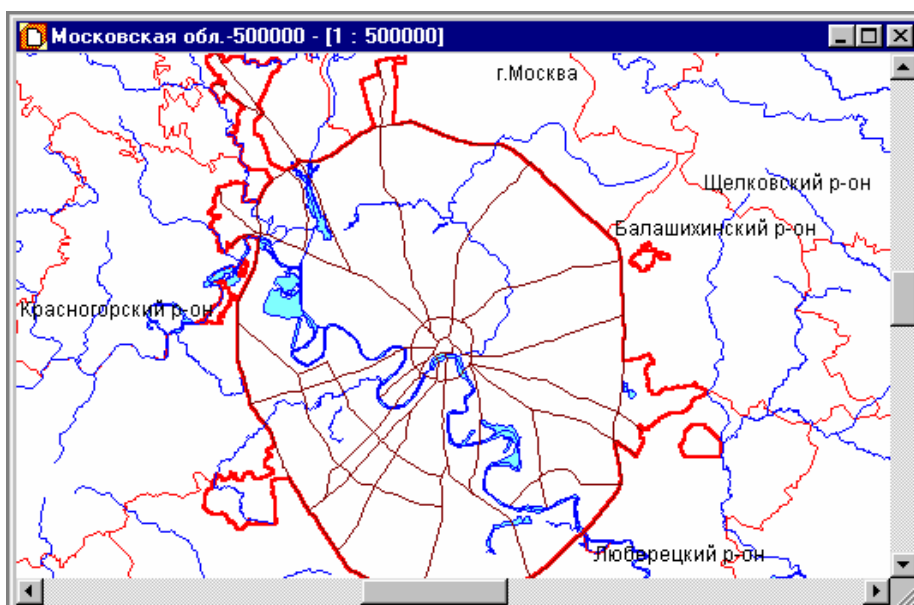 Московская обл.-500000 - [1 : 500000]
г.Москва
Щелковский р-он
Балашихинский р-он
Красногорский р-он
Люберецкий р-он